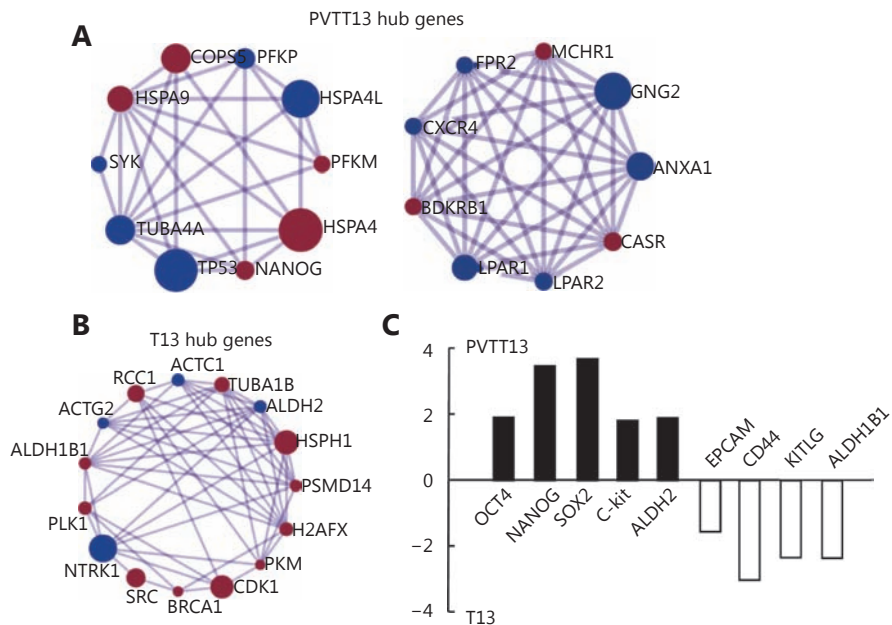 PVTT13 hub genes
A
COPS5
PFKP
HSPA9
HSPA4L
SYK
PFKM
TUBA4A
HSPA4
TP53
NANOG
FPR2
MCHR1
GNG2
CXCR4
ANXA1
BDKRB1
CASR
LPAR1
LPAR2
B
T13 hub genes
ACTC1
RCC1
TUBA1B
ACTG2
ALDH2
ALDH1B1
HSPH1
PSMD14
PLK1
H2AFX
NTRK1
PKM
SRC
CDK1
BRCA1
C
PVTT13
4
2
0
−2
−4
OCT4
NANOG
SOX2
C-kit
ALDH2
EPCAM
CD44
KITLG
ALDH1B1
T13